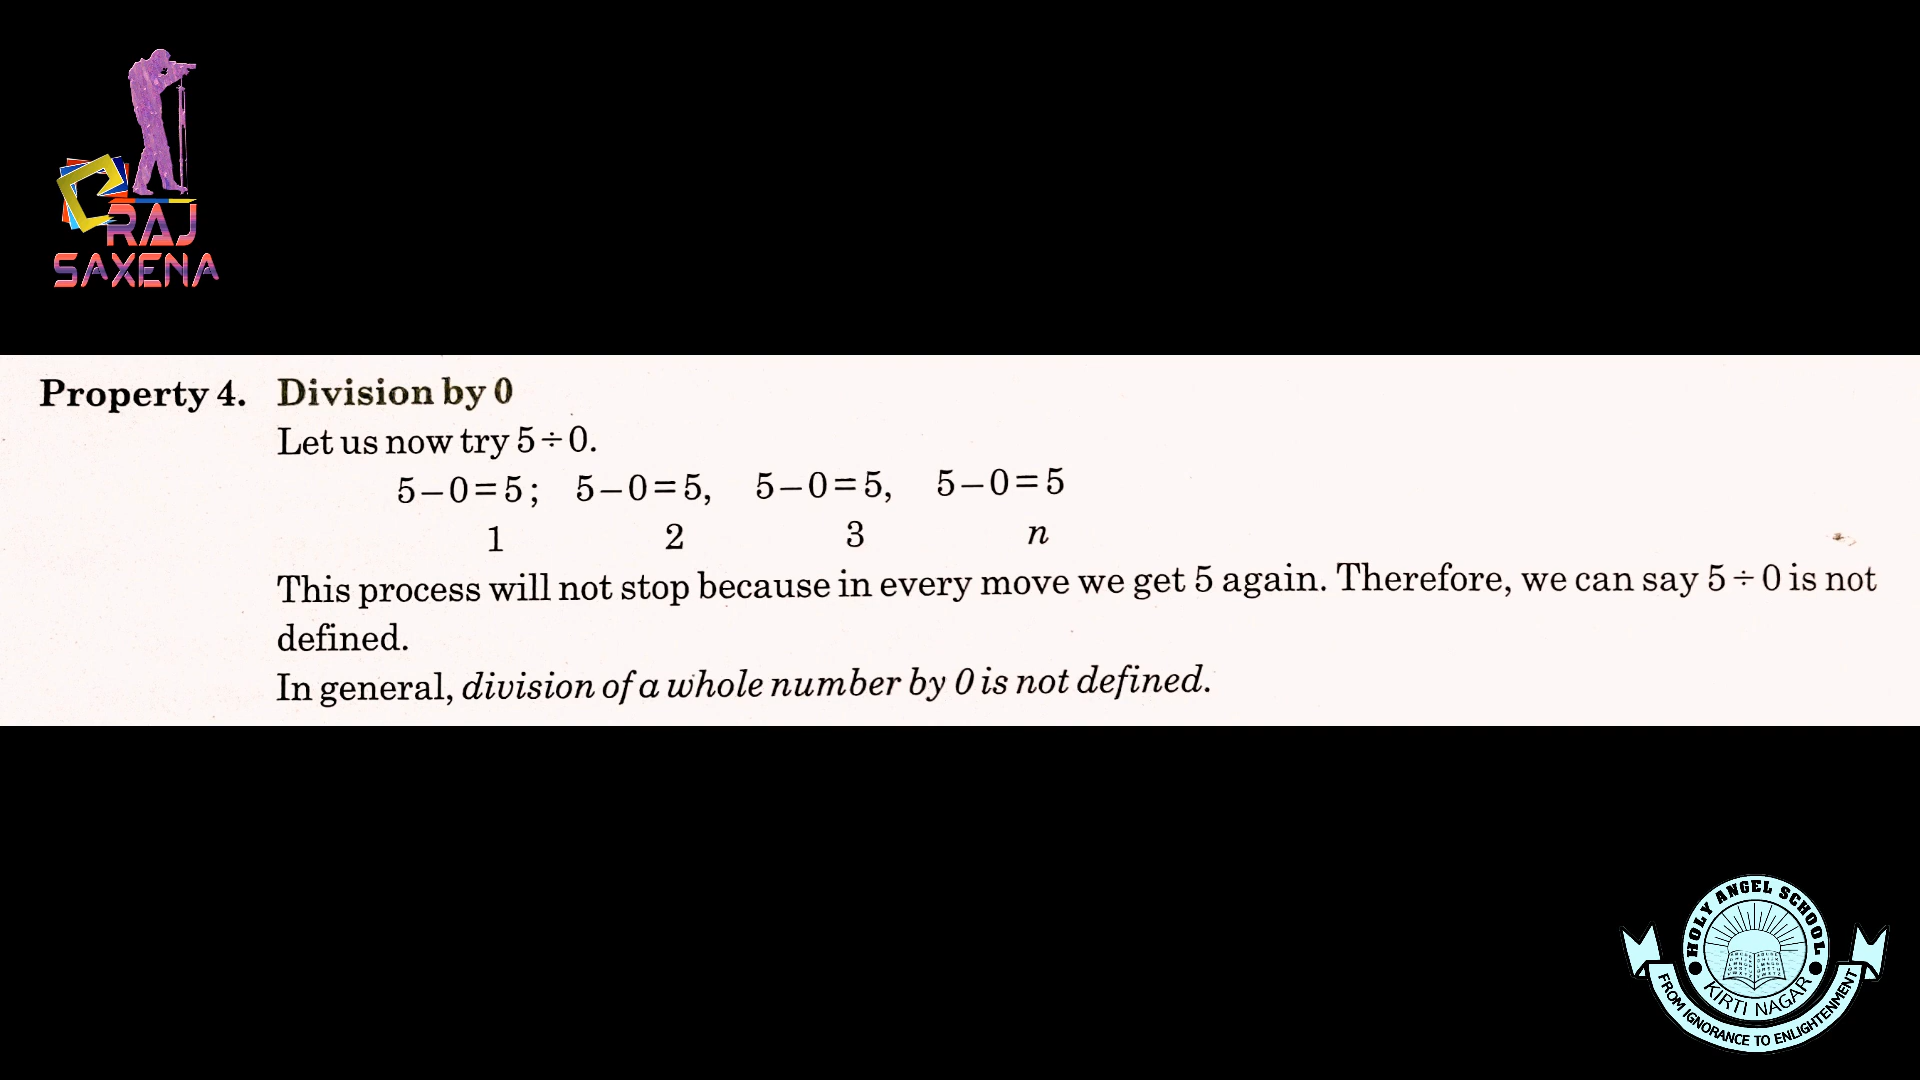 RAJ
SAXENA
Property 4. Division by 0
Let us now try 5 ÷ 0.
5 – 0 = 5 ; 5 – 0 = 5, 5 – 0 = 5, 5 – 0 = 5
1 2 3 n
This process will not stop because in every move we get 5 again. Therefore, we can say 5 ÷ 0 is not
defined.
In general, division of a whole number by 0 is not defined.
HOLY ANGEL SCHOOL
KIRTI NAGAR
FROM IGNORANCE TO ENLIGHTENMENT